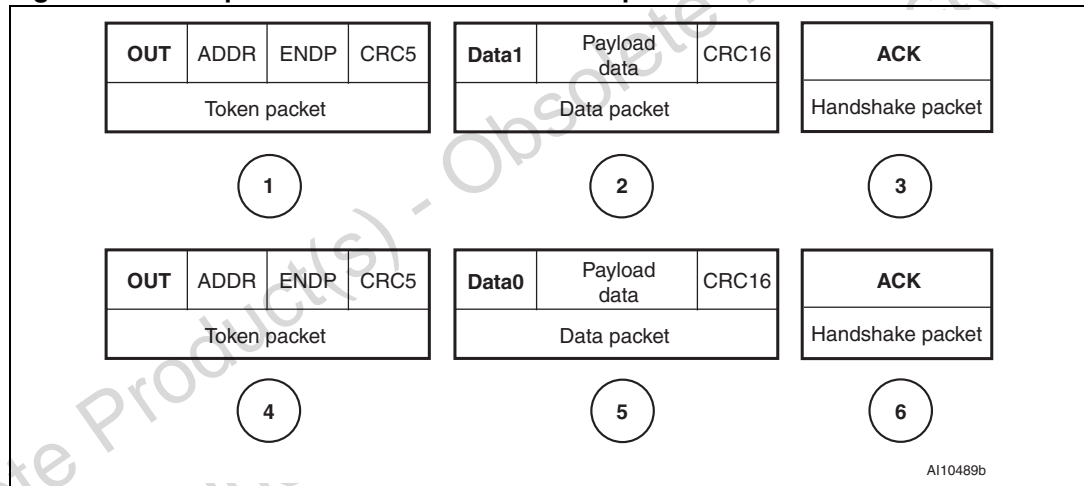 OUT ADDR ENDP CRC5 Data1 Payload data CRC16 ACK
Token packet Data packet Handshake packet
1 2 3
OUT ADDR ENDP CRC5 Data0 Payload data CRC16 ACK
Token packet Data packet Handshake packet
4 5 6
AI10489b